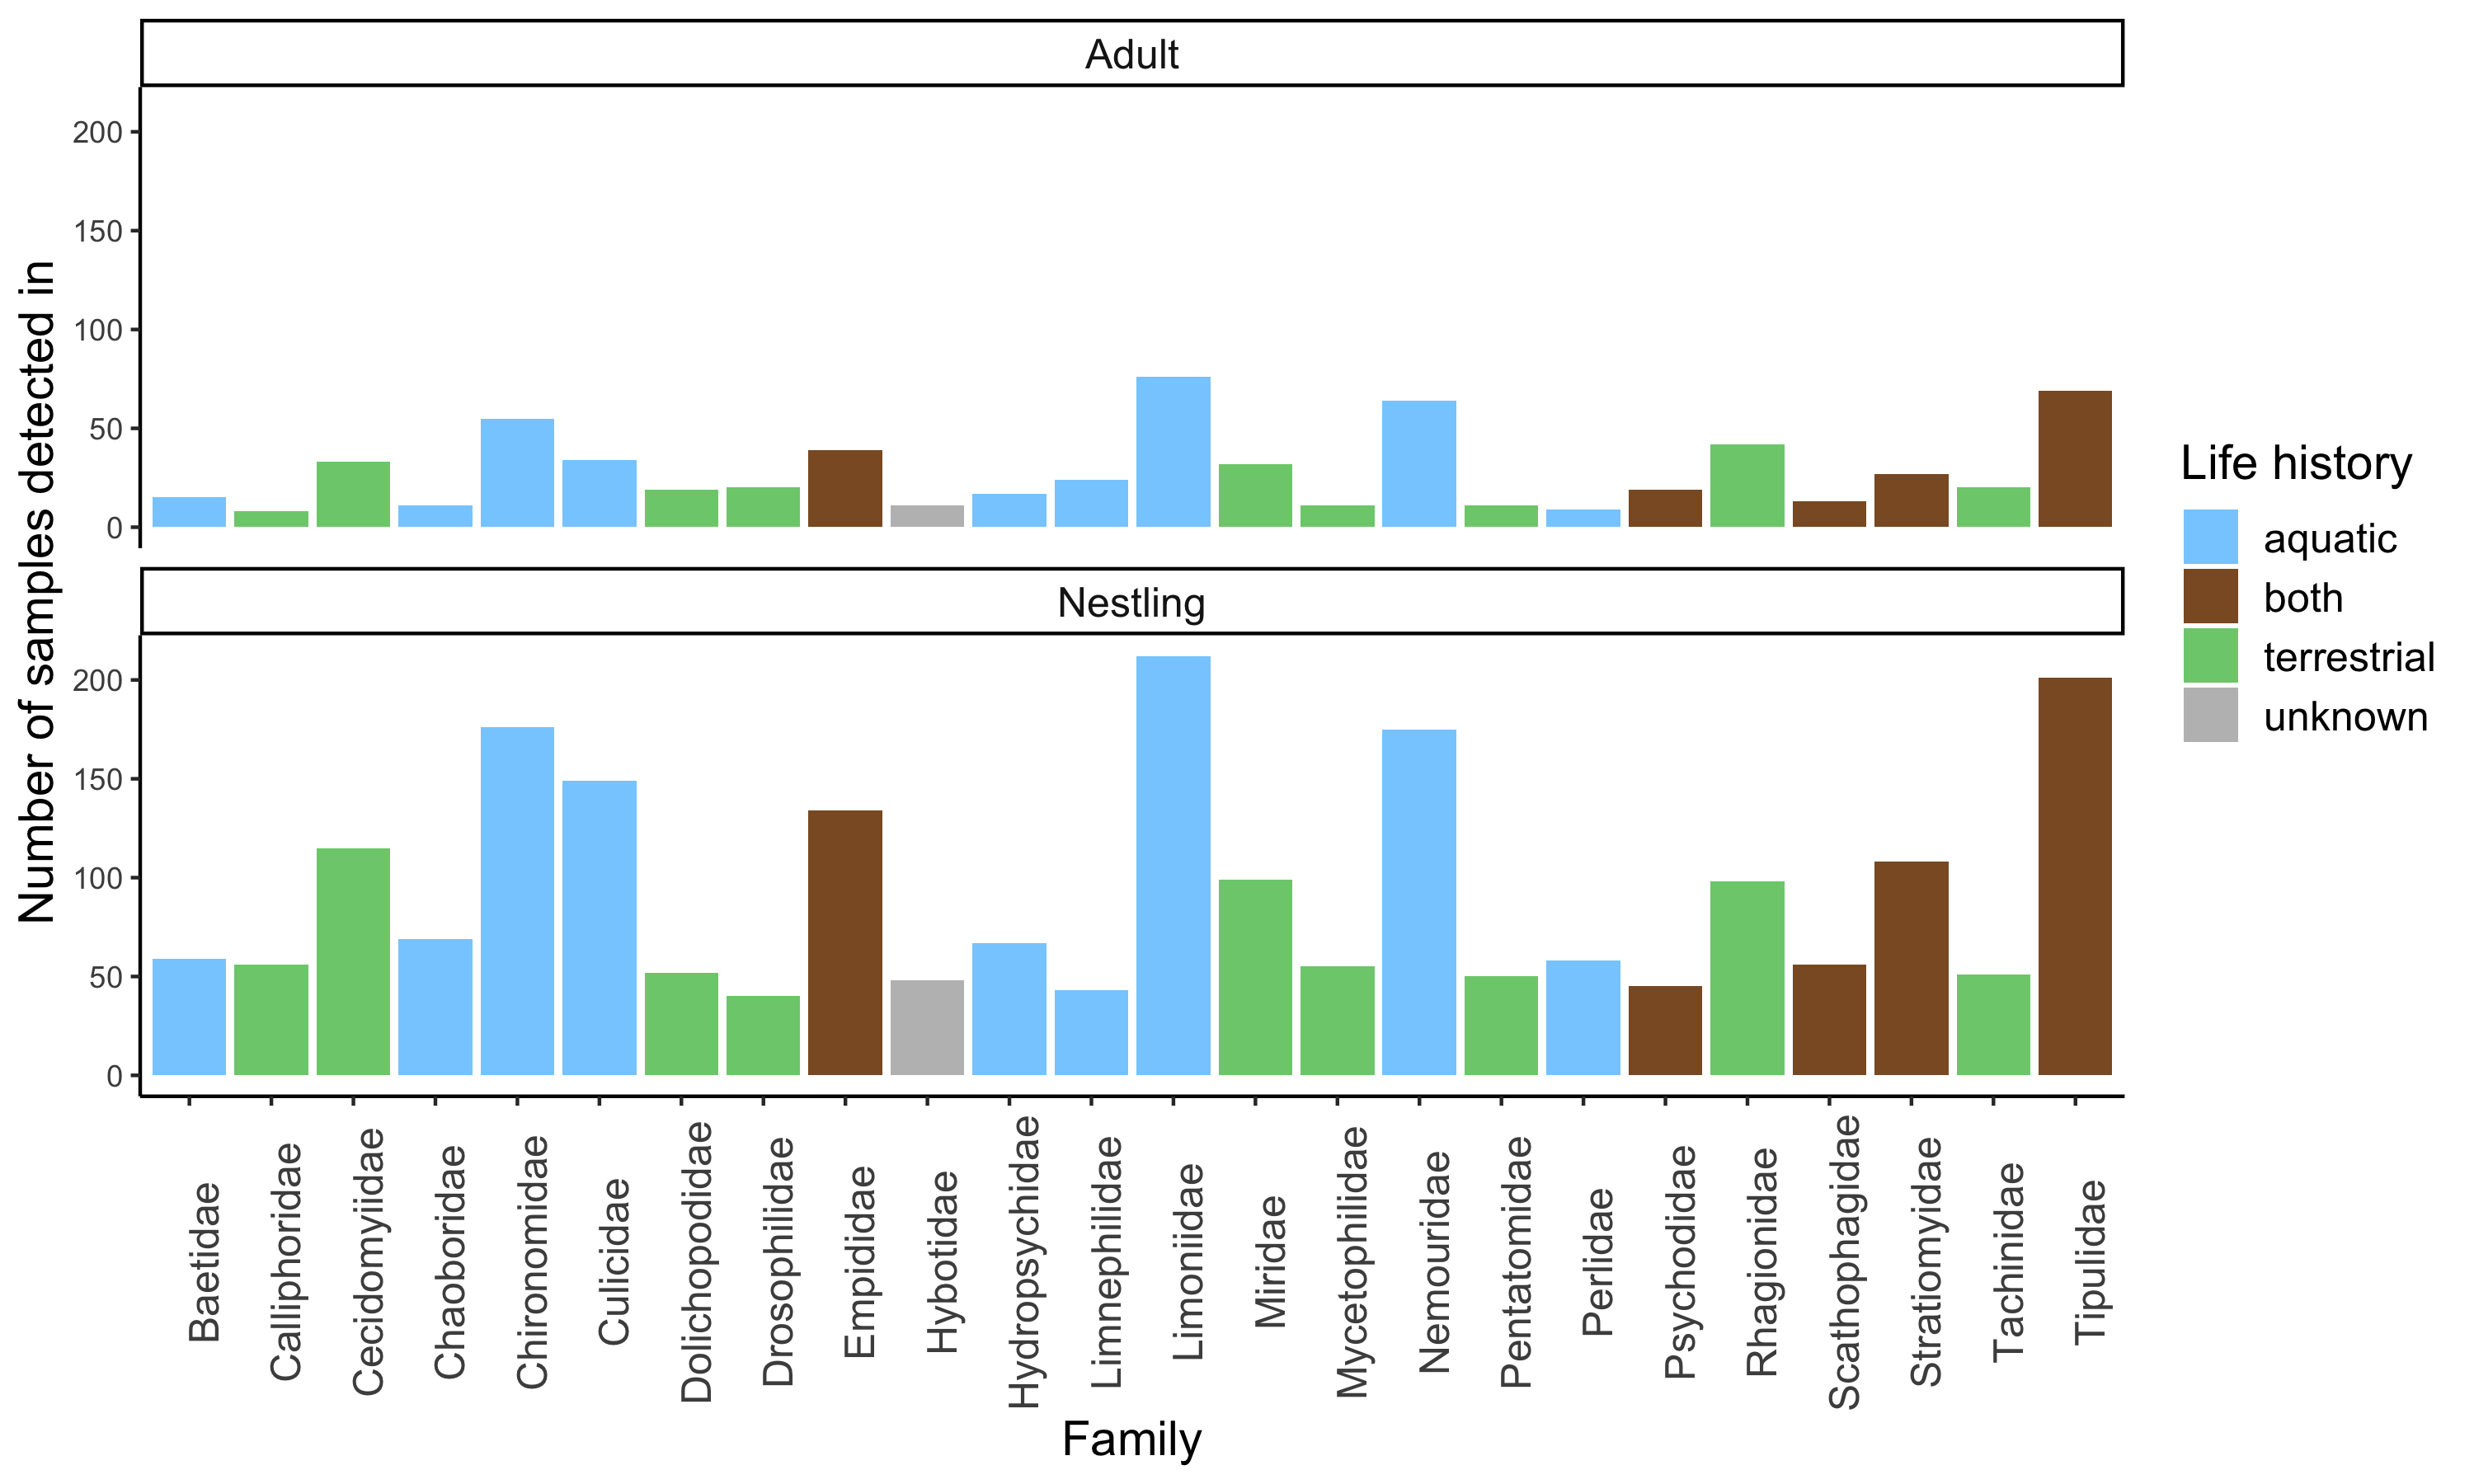 Adult
200
150
100
50
0
Nestling
200
150
100
50
0
Number of samples detected in
Baetidae
Calliphoridae
Cecidomyiidae
Chaoboridae
Chironomidae
Culicidae
Dolichopodidae
Drosophilidae
Empididae
Hybotidae
Hydropsychidae
Limnephilidae
Limoniidae
Miridae
Mycetophilidae
Nemouridae
Pentatomidae
Perlidae
Psychodidae
Rhagionidae
Scathophagidae
Stratiomyidae
Tachinidae
Tipulidae
Family
Life history
aquatic
both
terrestrial
unknown